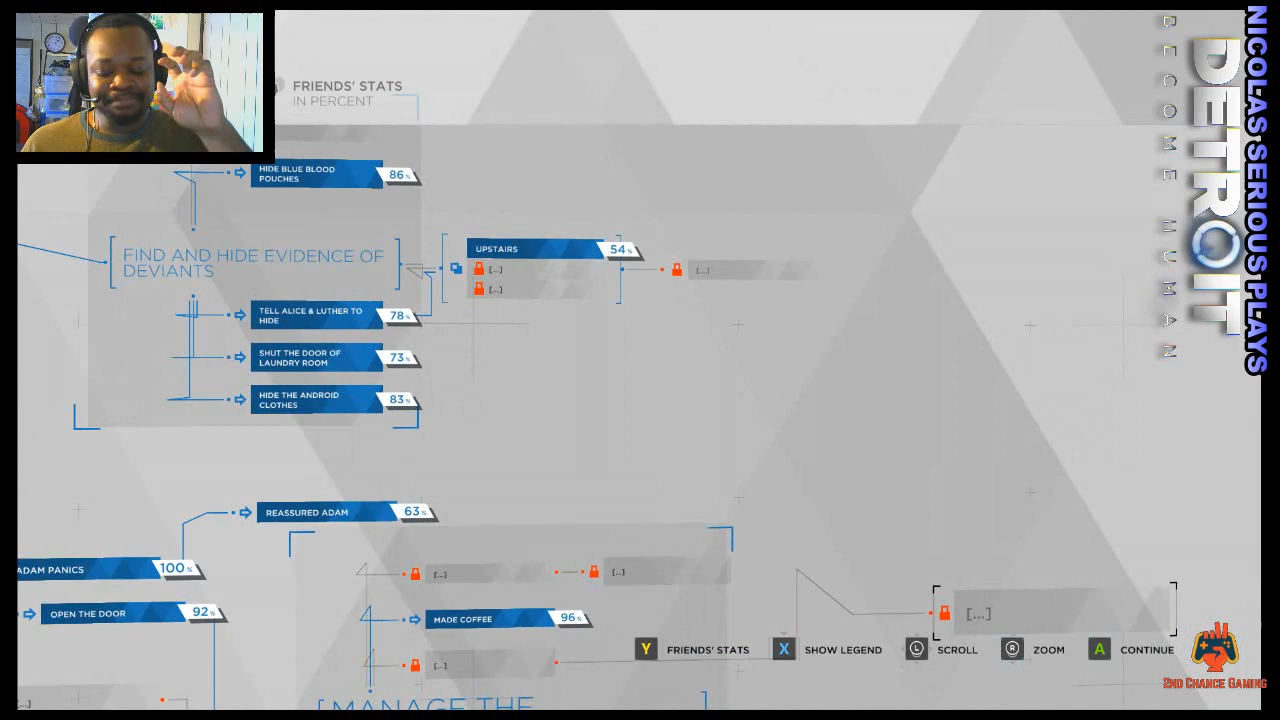 FRIENDS' STATS
IN PERCENT
HIDE BLUE BLOOD
POUCHES
86%
FIND AND HIDE EVIDENCE OF
DEVIANTS
UPSTAIRS
54%
[...]
[...]
[...]
TELL ALICE & LUTHER TO
HIDE
78%
SHUT THE DOOR OF
LAUNDRY ROOM
73%
HIDE THE ANDROID
CLOTHES
83%
REASSURED ADAM
63%
ADAM PANICS
100%
OPEN THE DOOR
92%
[...]
[...]
MADE COFFEE
96%
[...]
[...]
[...]
[MANAGE THE
Y FRIENDS' STATS
X SHOW LEGEND
L SCROLL
R ZOOM
A CONTINUE
BECOME HUMAN
DETROIT
NICOLAS SERIOUS PLAYS
2ND CHANCE GAMING